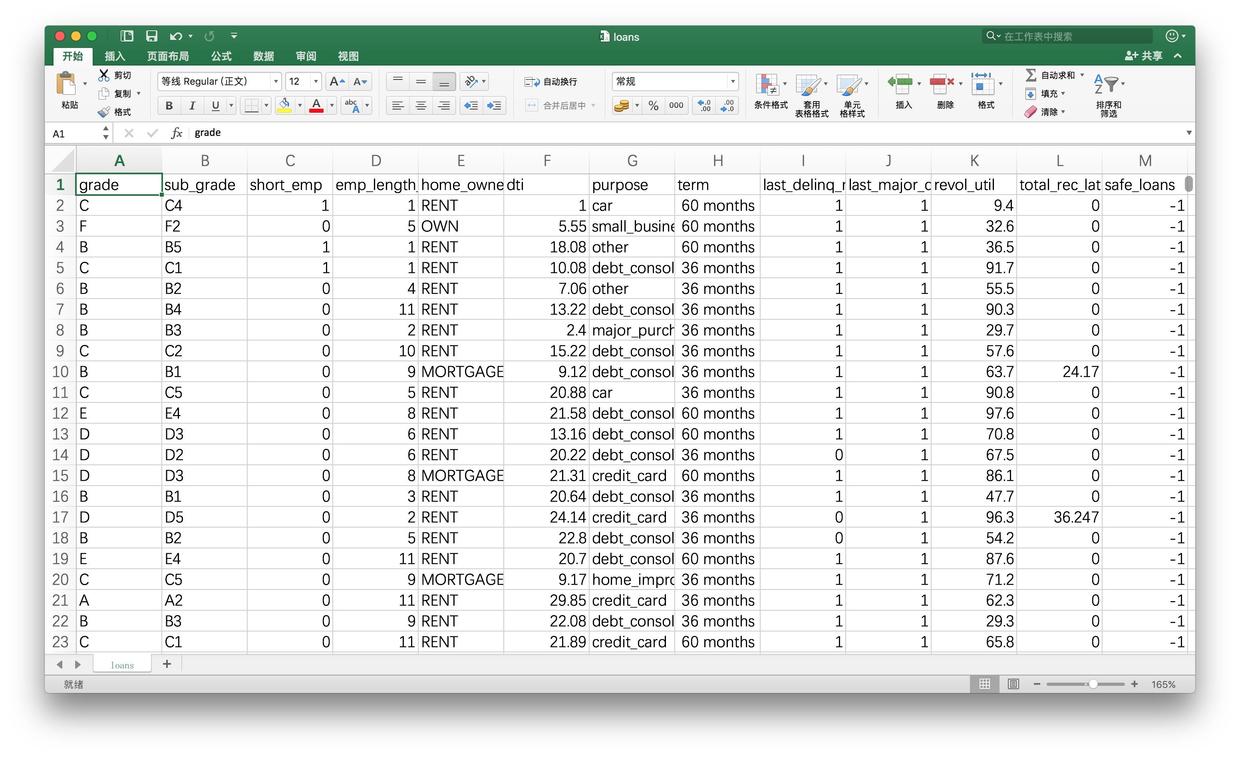 loans
在工作表中搜索
开始 插入 页面布局 公式 数据 审阅 视图 共享
粘贴 剪切 复制 格式
等线 Regular (正文) 12 A A
B I U A abc
自动换行
合并后居中
常规
% 000 .0 .00 .00 .0
条件格式 套用表格格式 单元格样式
插入 删除 格式
自动求和 填充 清除
排序和筛选
A1 fx grade
A B C D E F G H I J K L M
1 grade sub_grade short_emp emp_length_ home_owne dti purpose term last_delinq_r last_major_d revol_util total_rec_lat safe_loans
2 C C4 1 1 RENT 1 car 60 months 1 1 9.4 0 -1
3 F F2 0 5 OWN 5.55 small_busine 60 months 1 1 32.6 0 -1
4 B B5 1 1 RENT 18.08 other 60 months 1 1 36.5 0 -1
5 C C1 1 1 RENT 10.08 debt_consol 36 months 1 1 91.7 0 -1
6 B B2 0 4 RENT 7.06 other 36 months 1 1 55.5 0 -1
7 B B4 0 11 RENT 13.22 debt_consol 36 months 1 1 90.3 0 -1
8 B B3 0 2 RENT 2.4 major_purch 36 months 1 1 29.7 0 -1
9 C C2 0 10 RENT 15.22 debt_consol 36 months 1 1 57.6 0 -1
10 B B1 0 9 MORTGAGE 9.12 debt_consol 36 months 1 1 63.7 24.17 -1
11 C C5 0 5 RENT 20.88 car 36 months 1 1 90.8 0 -1
12 E E4 0 8 RENT 21.58 debt_consol 60 months 1 1 97.6 0 -1
13 D D3 0 6 RENT 13.16 debt_consol 60 months 1 1 70.8 0 -1
14 D D2 0 6 RENT 20.22 debt_consol 36 months 0 1 67.5 0 -1
15 D D3 0 8 MORTGAGE 21.31 credit_card 60 months 1 1 86.1 0 -1
16 B B1 0 3 RENT 20.64 debt_consol 36 months 1 1 47.7 0 -1
17 D D5 0 2 RENT 24.14 credit_card 36 months 0 1 96.3 36.247 -1
18 B B2 0 5 RENT 22.8 debt_consol 36 months 0 1 54.2 0 -1
19 E E4 0 11 RENT 20.7 debt_consol 60 months 1 1 87.6 0 -1
20 C C5 0 9 MORTGAGE 9.17 home_impro 36 months 1 1 71.2 0 -1
21 A A2 0 11 RENT 29.85 credit_card 36 months 1 1 62.3 0 -1
22 B B3 0 9 RENT 22.08 debt_consol 36 months 1 1 29.3 0 -1
23 C C1 0 11 RENT 21.89 credit_card 60 months 1 1 65.8 0 -1
loans
就绪 165%